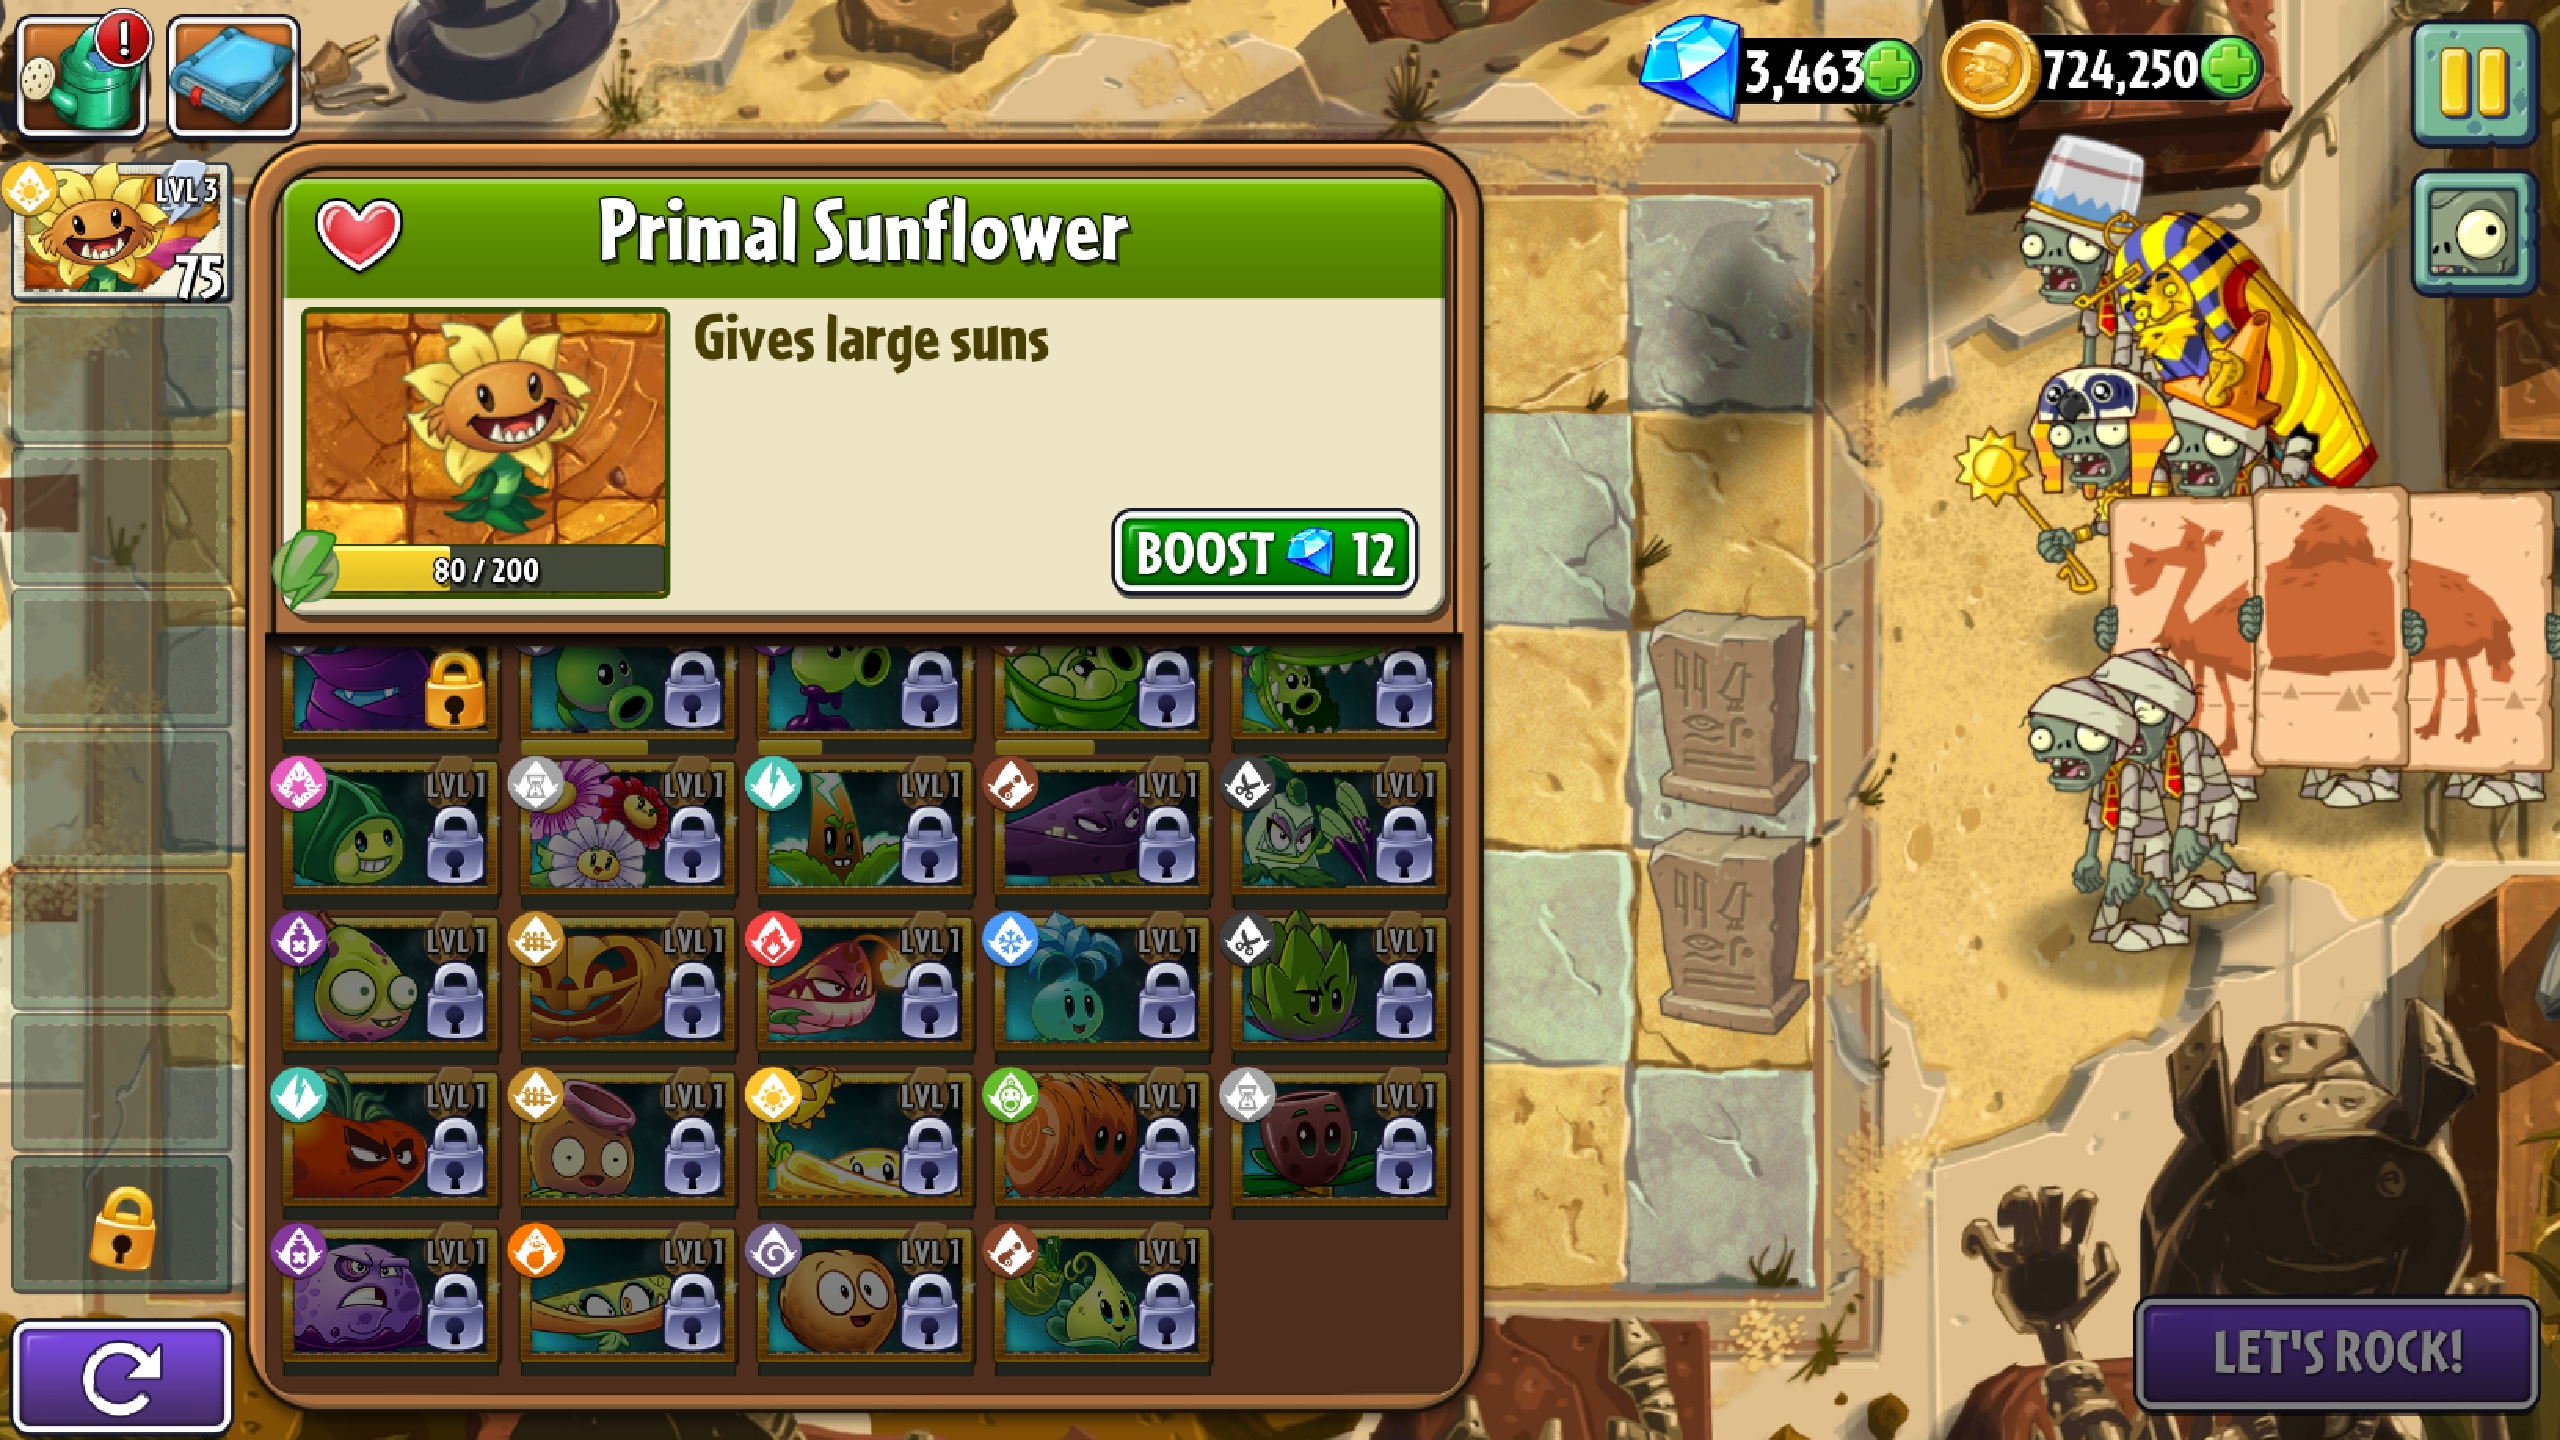 3,463
724,250
LVL 3
75
Primal Sunflower
Gives large suns
80 / 200
BOOST 12
LVL 1 LVL 1 LVL 1 LVL 1 LVL 1
LVL 1 LVL 1 LVL 1 LVL 1 LVL 1
LVL 1 LVL 1 LVL 1 LVL 1 LVL 1
LVL 1 LVL 1 LVL 1 LVL 1
LET'S ROCK!